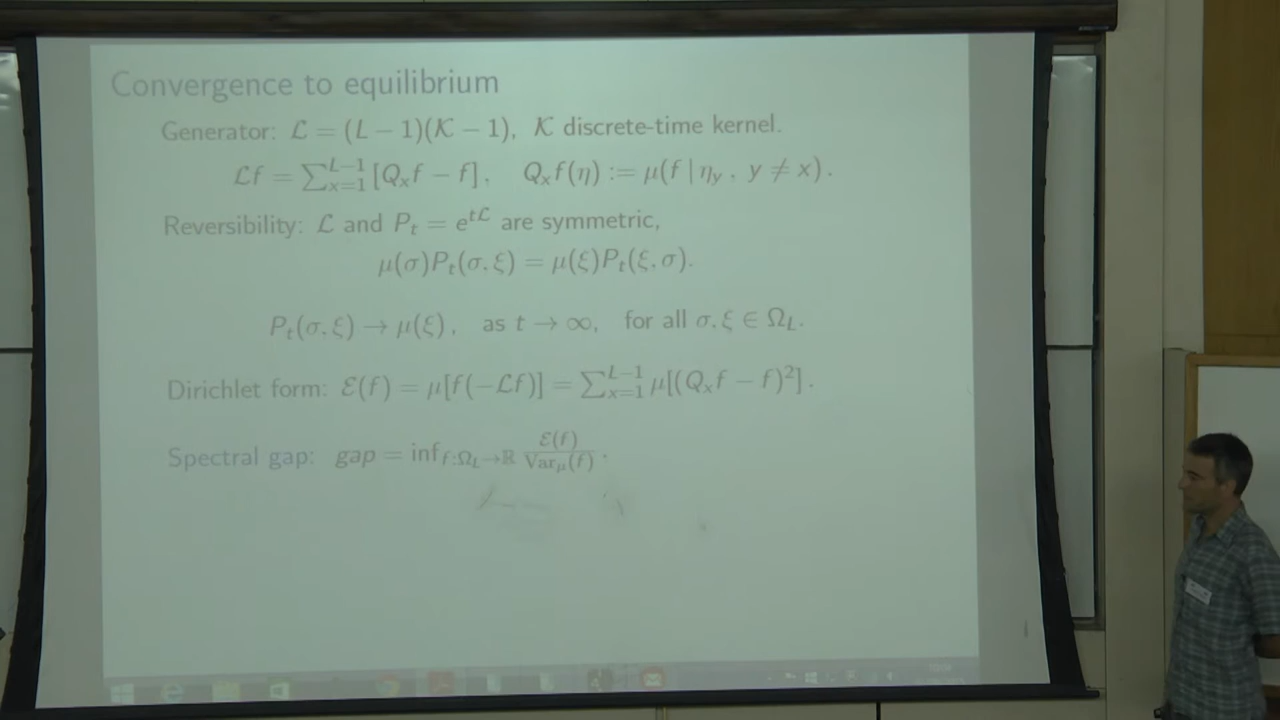 Convergence to equilibrium
Generator: ℒ = (L − 1)(𝒦 − 1), 𝒦 discrete-time kernel.
ℒf = ∑_{x=1}^{L−1} [Q_x f − f], Q_x f(η) := μ(f | η_y, y ≠ x).
Reversibility: ℒ and P_t = e^{tℒ} are symmetric,
μ(σ)P_t(σ, ξ) = μ(ξ)P_t(ξ, σ).
P_t(σ, ξ) → μ(ξ), as t → ∞, for all σ, ξ ∈ Ω_L.
Dirichlet form: ℰ(f) = μ[f(−ℒf)] = ∑_{x=1}^{L−1} μ[(Q_x f − f)²].
Spectral gap: gap = inf_{f:Ω_L→ℝ} ℰ(f) / Var_μ(f).